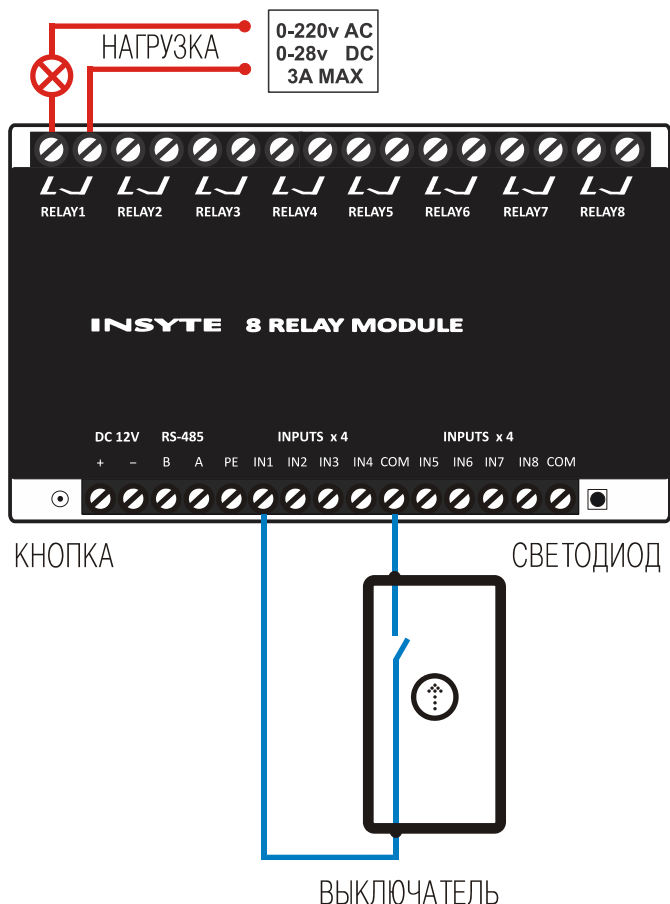 НАГРУЗКА
0-220v AC
0-28v DC
3A MAX
RELAY1 RELAY2 RELAY3 RELAY4 RELAY5 RELAY6 RELAY7 RELAY8
INSYTE 8 RELAY MODULE
DC 12V RS-485 INPUTS x 4 INPUTS x 4
+ – B A PE IN1 IN2 IN3 IN4 COM IN5 IN6 IN7 IN8 COM
КНОПКА СВЕТОДИОД
ВЫКЛЮЧАТЕЛЬ